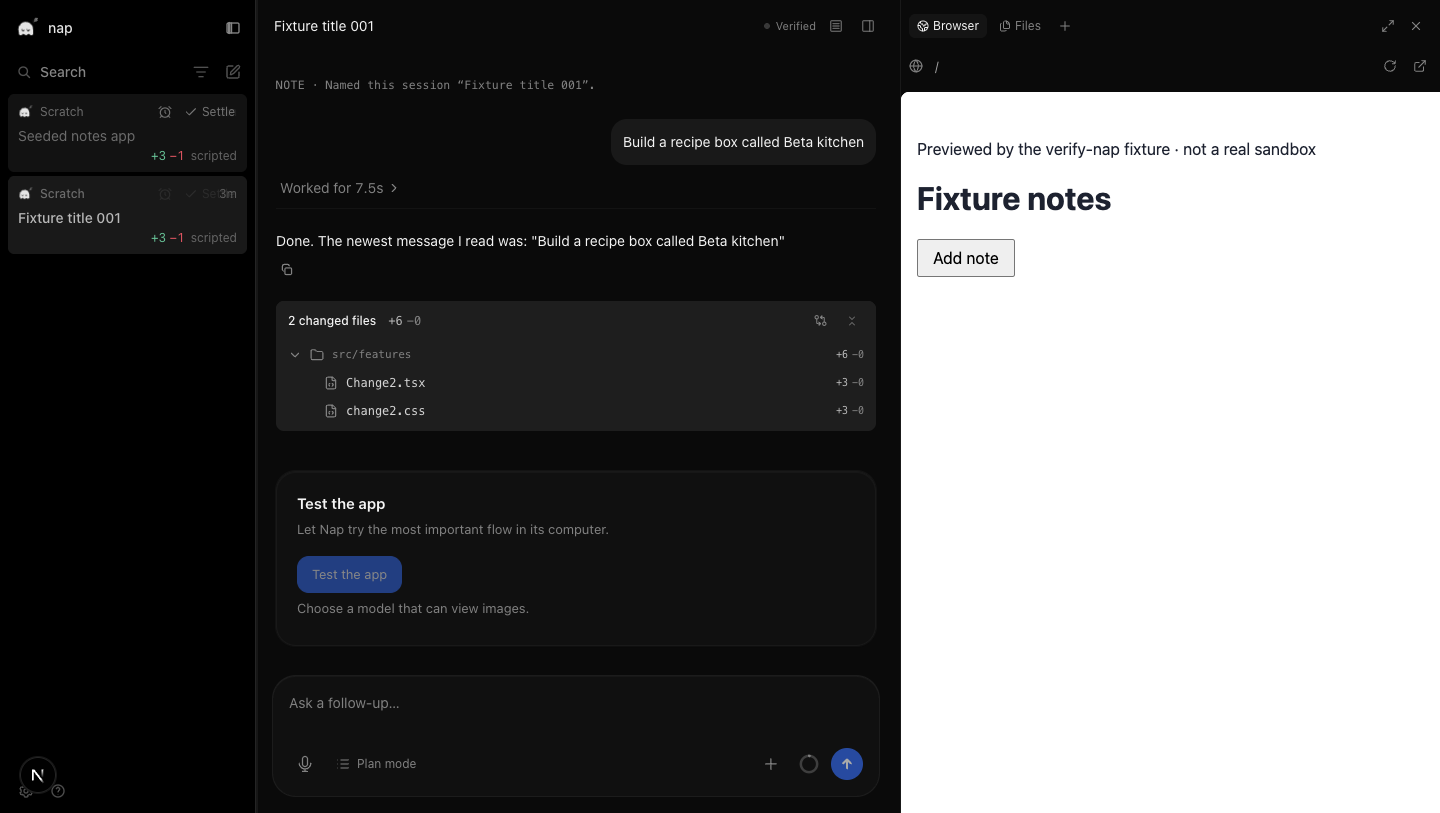 nap
Search
Scratch
Settle
Seeded notes app
+3 −1 scripted
Scratch
3m
Fixture title 001
+3 −1 scripted
N
Fixture title 001
Verified
NOTE · Named this session “Fixture title 001”.
Build a recipe box called Beta kitchen
Worked for 7.5s
Done. The newest message I read was: "Build a recipe box called Beta kitchen"
2 changed files +6 −0
src/features +6 −0
Change2.tsx +3 −0
change2.css +3 −0
Test the app
Let Nap try the most important flow in its computer.
Test the app
Choose a model that can view images.
Ask a follow-up...
Plan mode
Browser
Files
/
Previewed by the verify-nap fixture · not a real sandbox
Fixture notes
Add note